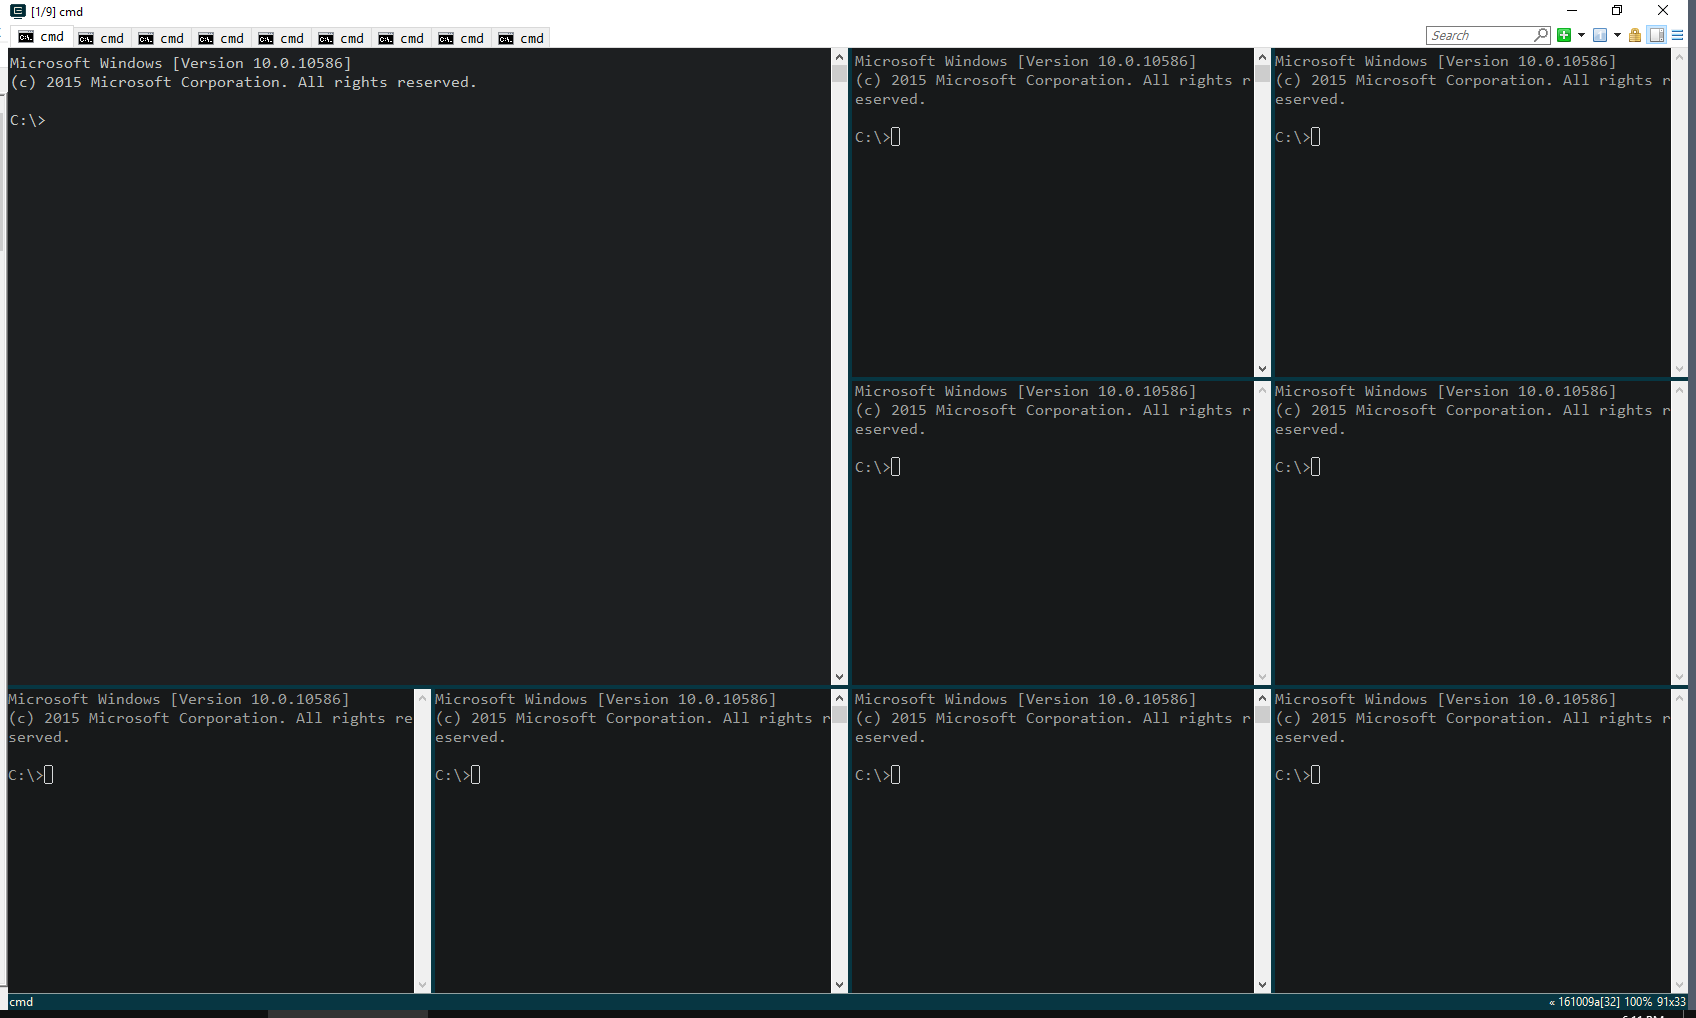 [1/9] cmd
cmd cmd cmd cmd cmd cmd cmd cmd cmd
Search
Microsoft Windows [Version 10.0.10586]
(c) 2015 Microsoft Corporation. All rights reserved.
C:\>
Microsoft Windows [Version 10.0.10586]
(c) 2015 Microsoft Corporation. All rights r
eserved.
C:\>
Microsoft Windows [Version 10.0.10586]
(c) 2015 Microsoft Corporation. All rights r
eserved.
C:\>
Microsoft Windows [Version 10.0.10586]
(c) 2015 Microsoft Corporation. All rights r
eserved.
C:\>
Microsoft Windows [Version 10.0.10586]
(c) 2015 Microsoft Corporation. All rights r
eserved.
C:\>
Microsoft Windows [Version 10.0.10586]
(c) 2015 Microsoft Corporation. All rights re
served.
C:\>
Microsoft Windows [Version 10.0.10586]
(c) 2015 Microsoft Corporation. All rights r
eserved.
C:\>
Microsoft Windows [Version 10.0.10586]
(c) 2015 Microsoft Corporation. All rights r
eserved.
C:\>
Microsoft Windows [Version 10.0.10586]
(c) 2015 Microsoft Corporation. All rights r
eserved.
C:\>
cmd
« 161009a[32] 100% 91x33